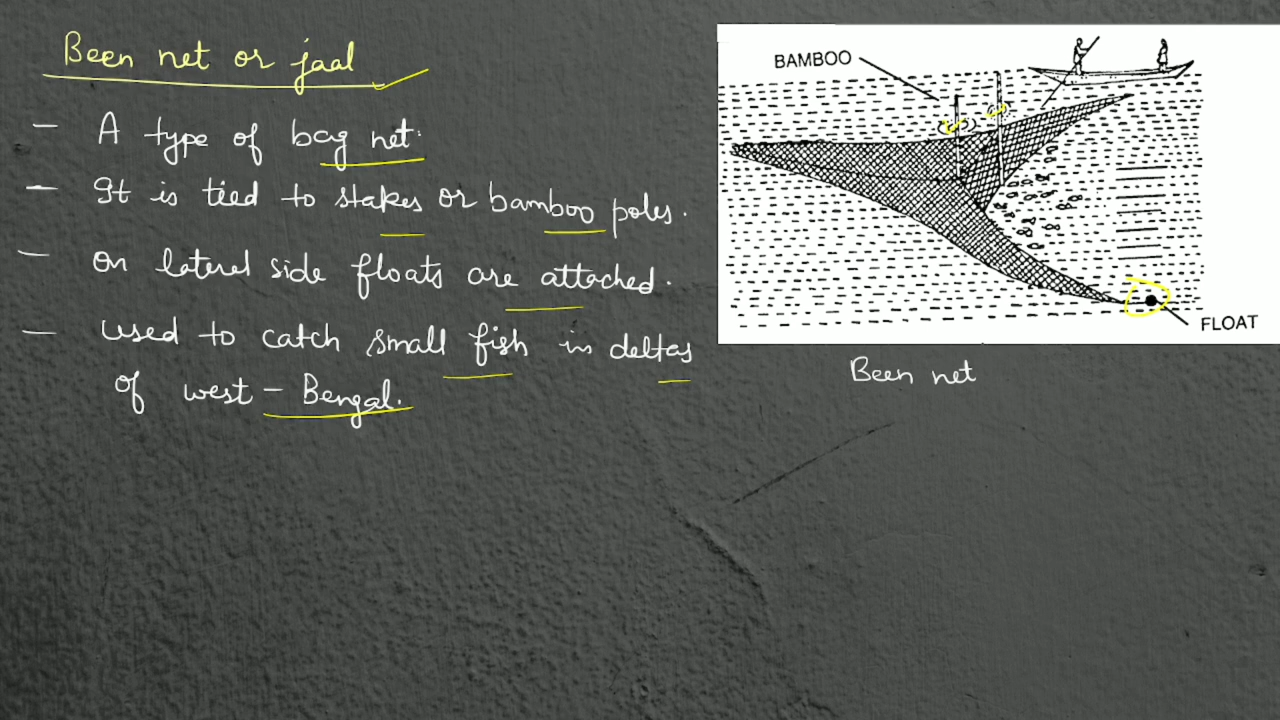 Been net or jaal
- A type of bag net:
- It is tied to stakes or bamboo poles.
- On lateral side floats are attached.
- used to catch small fish in deltas
of west - Bengal.
BAMBOO
FLOAT
Been net